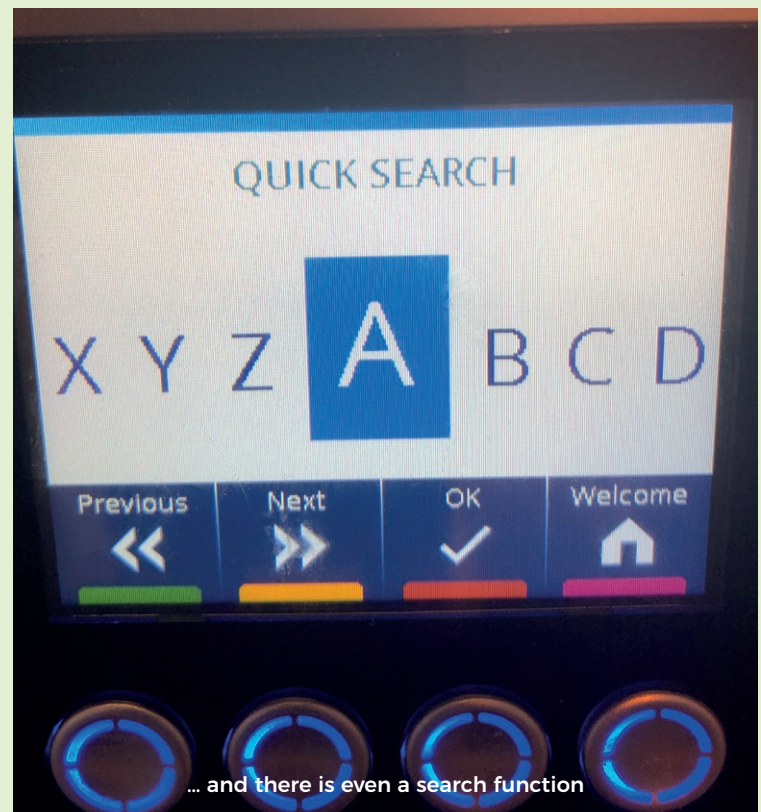 QUICK SEARCH
X Y Z A B C D
Previous Next OK Welcome
... and there is even a search function